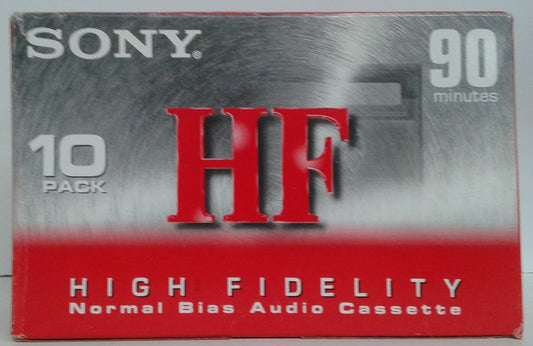 SONY®
90
minutes
10
PACK
HF
HIGH FIDELITY
Normal Bias Audio Cassette